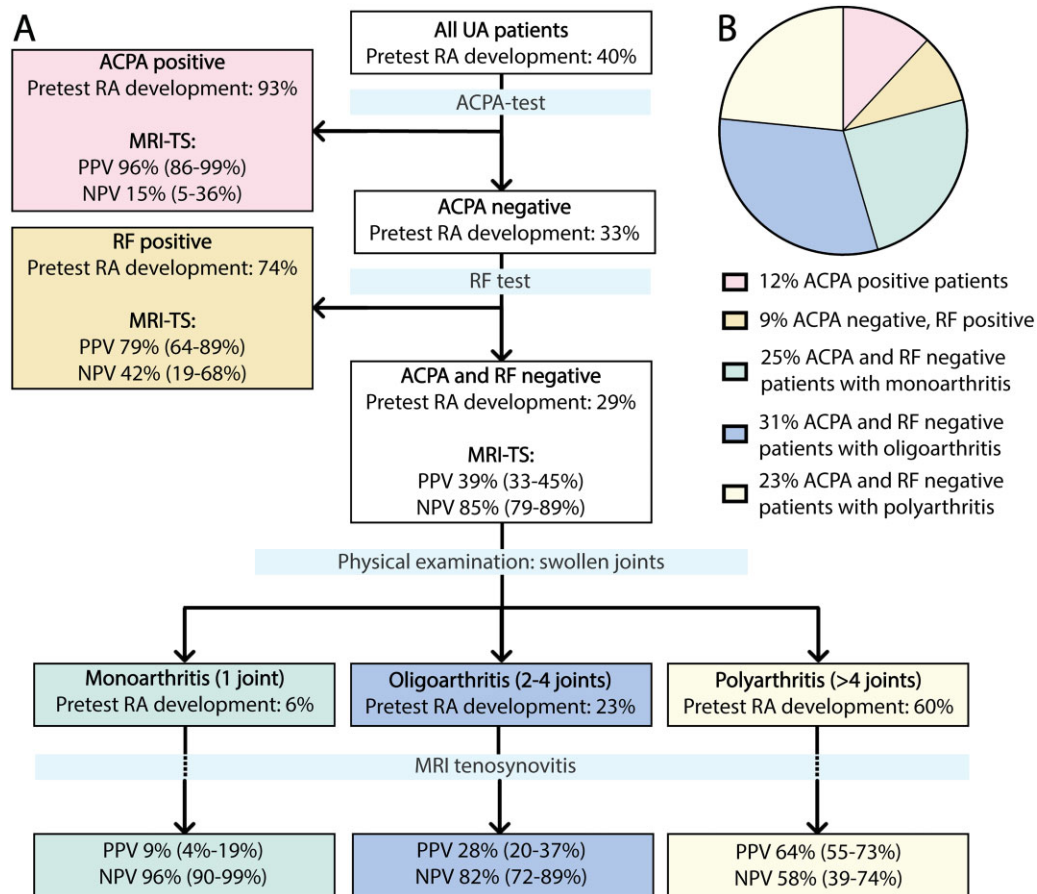 A
All UA patients
Pretest RA development: 40%
ACPA-test
ACPA positive
Pretest RA development: 93%
MRI-TS:
PPV 96% (86-99%)
NPV 15% (5-36%)
ACPA negative
Pretest RA development: 33%
RF test
RF positive
Pretest RA development: 74%
MRI-TS:
PPV 79% (64-89%)
NPV 42% (19-68%)
ACPA and RF negative
Pretest RA development: 29%
MRI-TS:
PPV 39% (33-45%)
NPV 85% (79-89%)
Physical examination: swollen joints
Monoarthritis (1 joint)
Pretest RA development: 6%
Oligoarthritis (2-4 joints)
Pretest RA development: 23%
Polyarthritis (>4 joints)
Pretest RA development: 60%
MRI tenosynovitis
PPV 9% (4%-19%)
NPV 96% (90-99%)
PPV 28% (20-37%)
NPV 82% (72-89%)
PPV 64% (55-73%)
NPV 58% (39-74%)
B
12% ACPA positive patients
9% ACPA negative, RF positive
25% ACPA and RF negative
patients with monoarthritis
31% ACPA and RF negative
patients with oligoarthritis
23% ACPA and RF negative
patients with polyarthritis